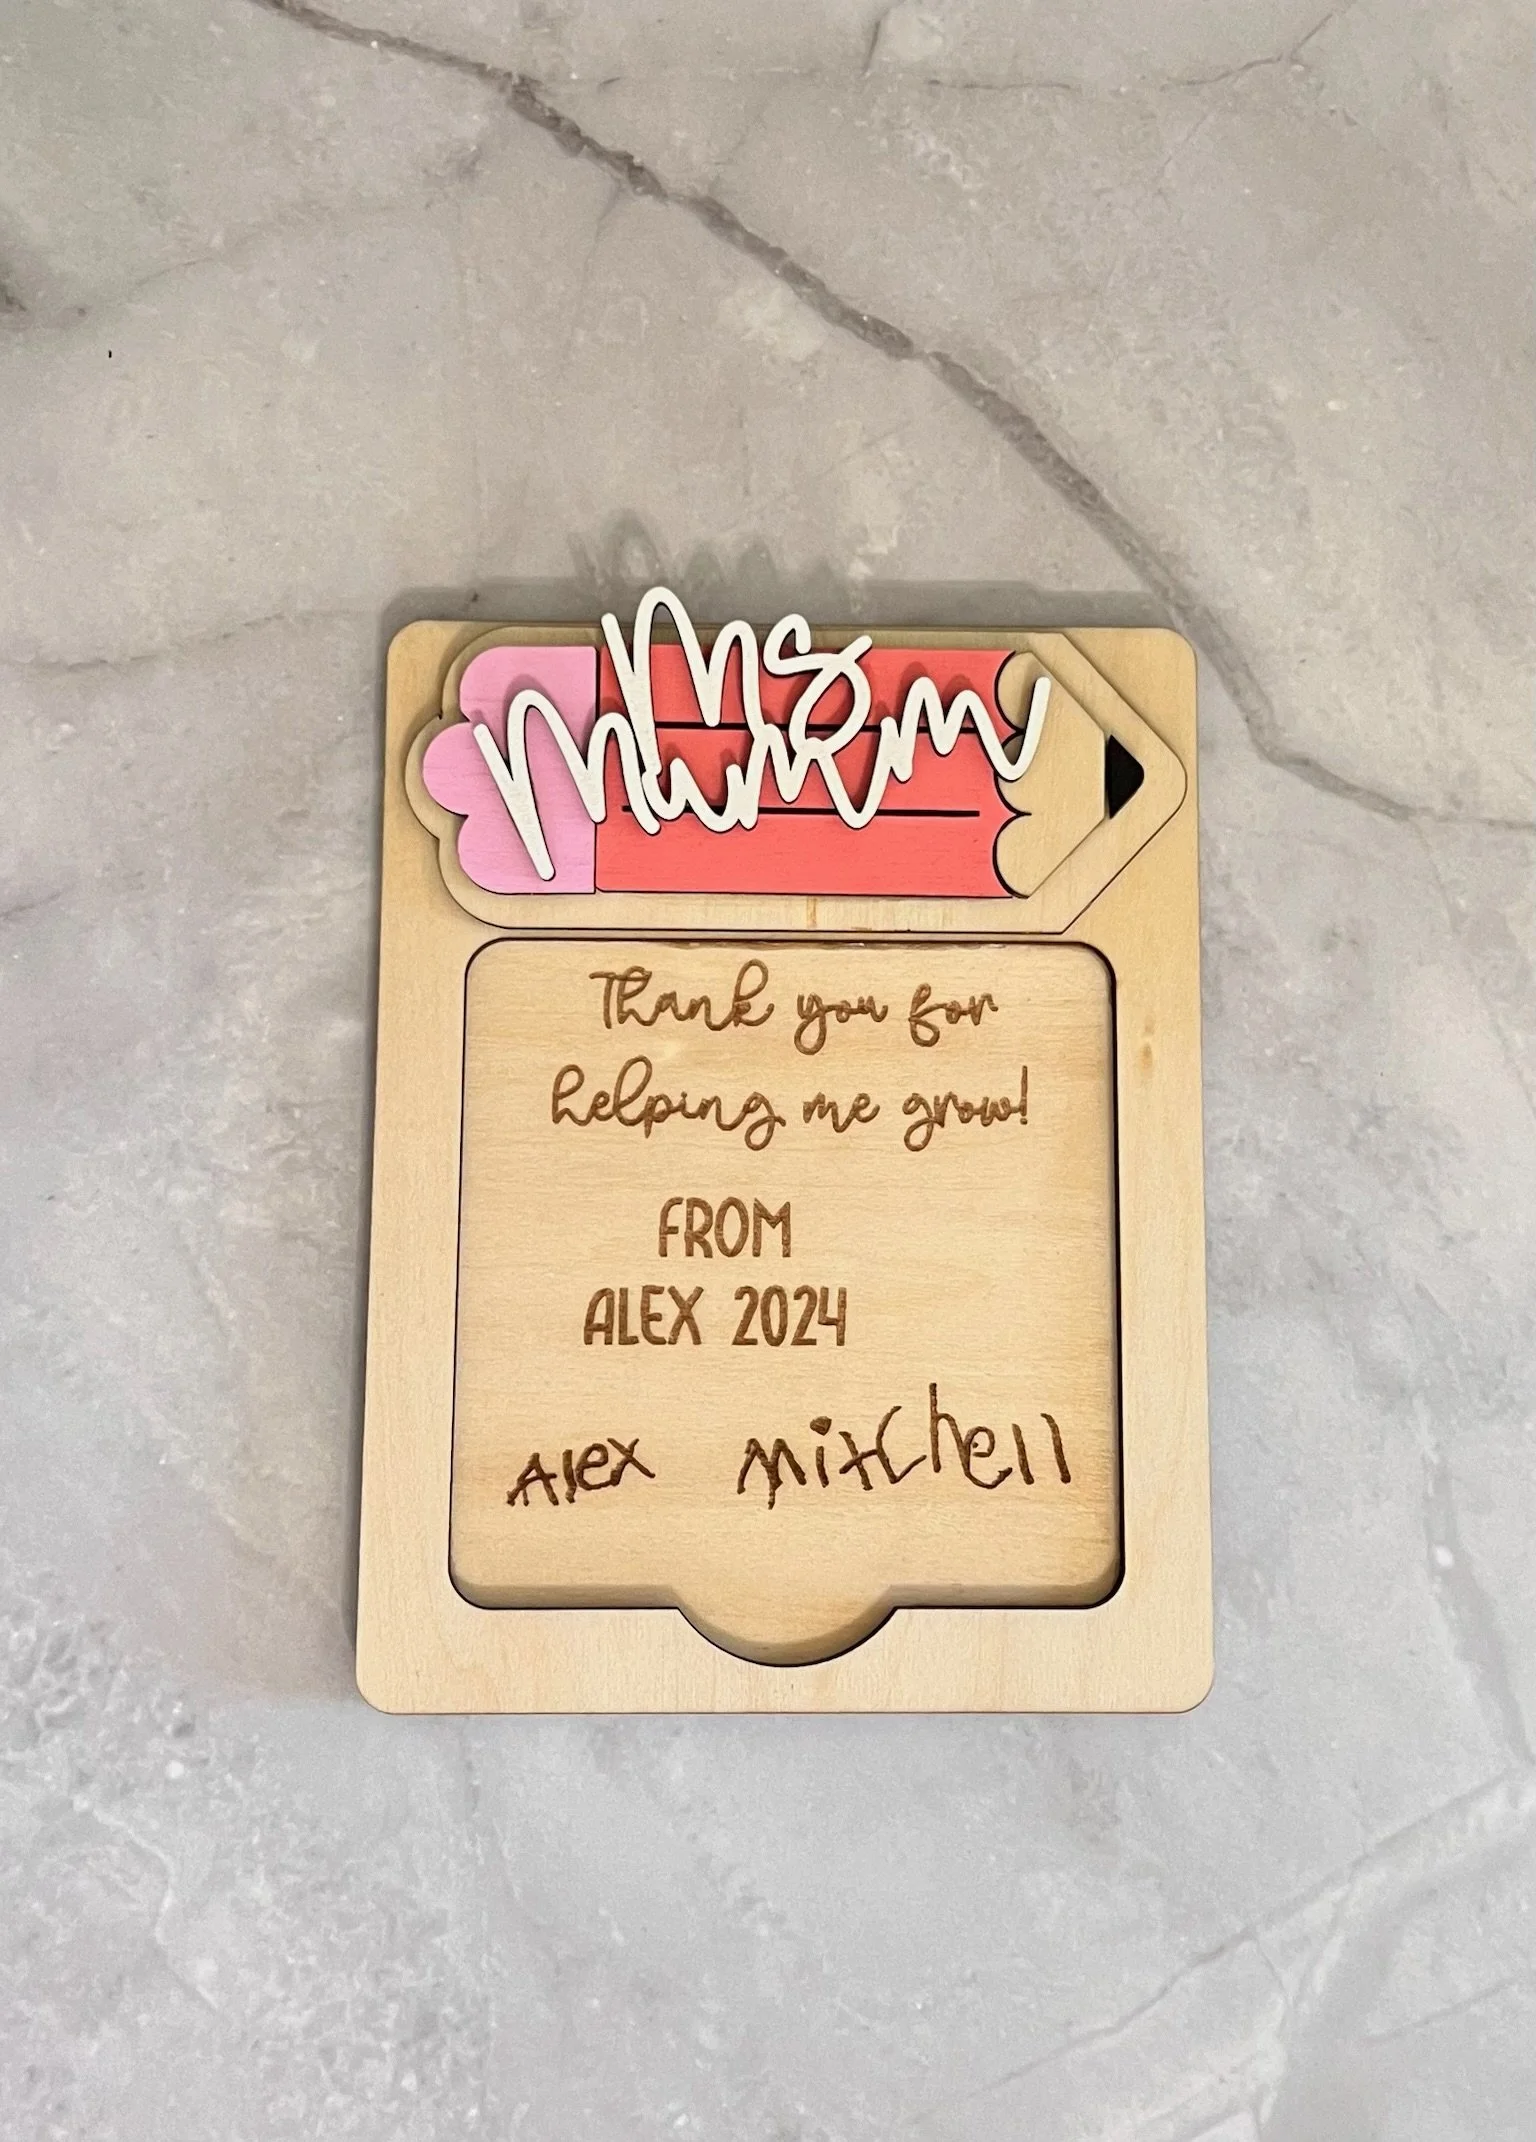 Ms
Thank you for
helping me grow!
FROM
ALEX 2024
Alex Mitchell